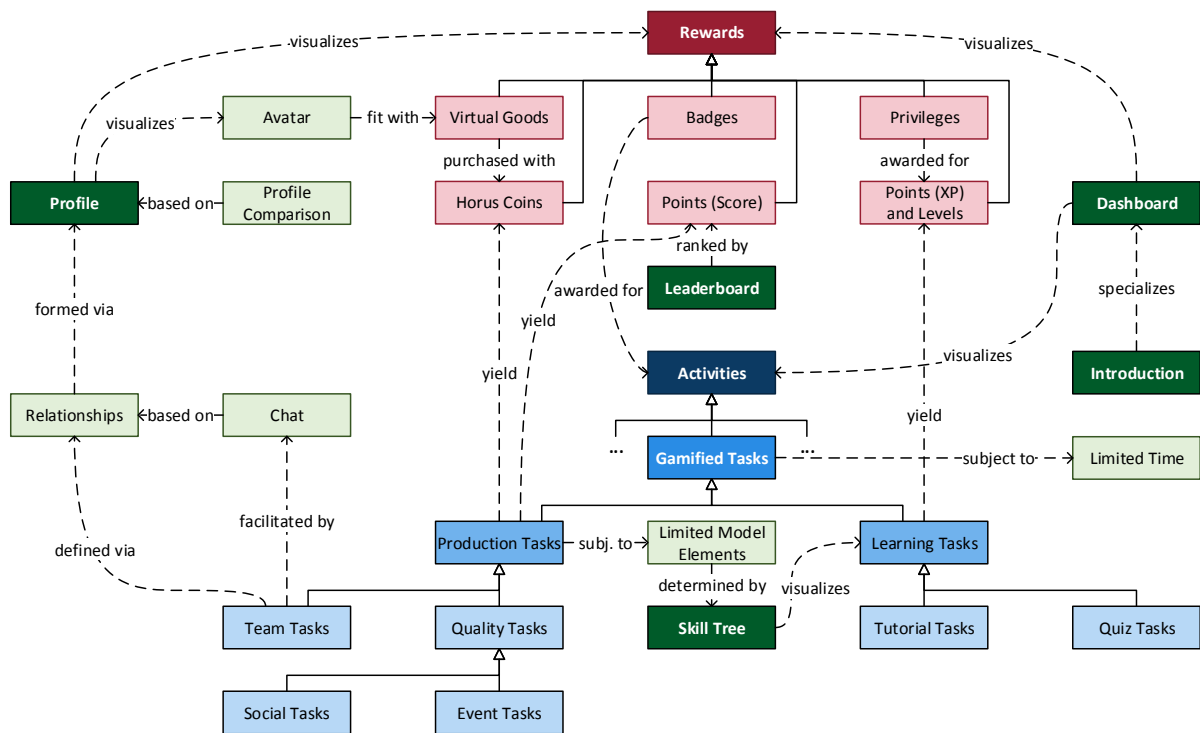 Rewards
visualizes
visualizes
Avatar
fit with
Virtual Goods
Badges
Privileges
visualizes
purchased with
awarded for
Profile
based on
Profile
Comparison
Horus Coins
Points (Score)
Points (XP)
and Levels
Dashboard
ranked by
Leaderboard
formed via
awarded for
specializes
yield
visualizes
yield
Activities
Introduction
Relationships
based on
Chat
yield
...
...
Gamified Tasks
subject to
Limited Time
facilitated by
defined via
Production Tasks
subj. to
Limited Model
Elements
Learning Tasks
determined by
visualizes
Team Tasks
Quality Tasks
Skill Tree
Tutorial Tasks
Quiz Tasks
Social Tasks
Event Tasks